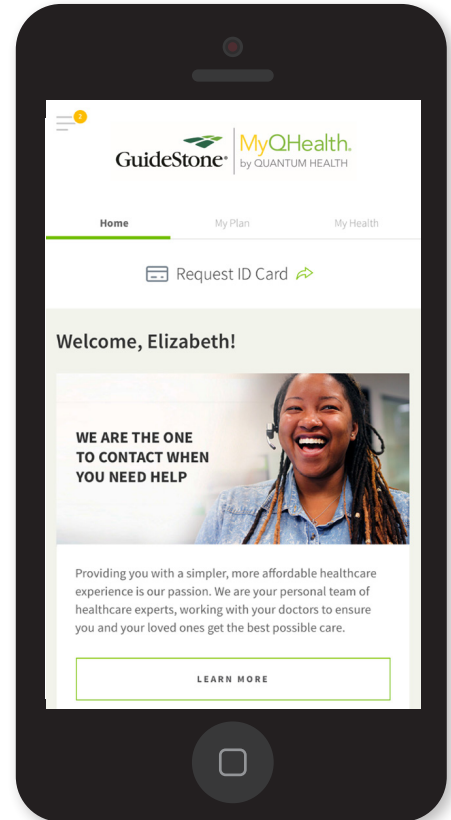 2
GuideStone®
MyQHealth®
by QUANTUM HEALTH
Home My Plan My Health
Request ID Card
Welcome, Elizabeth!
WE ARE THE ONE
TO CONTACT WHEN
YOU NEED HELP
Providing you with a simpler, more affordable healthcare
experience is our passion. We are your personal team of
healthcare experts, working with your doctors to ensure
you and your loved ones get the best possible care.
LEARN MORE